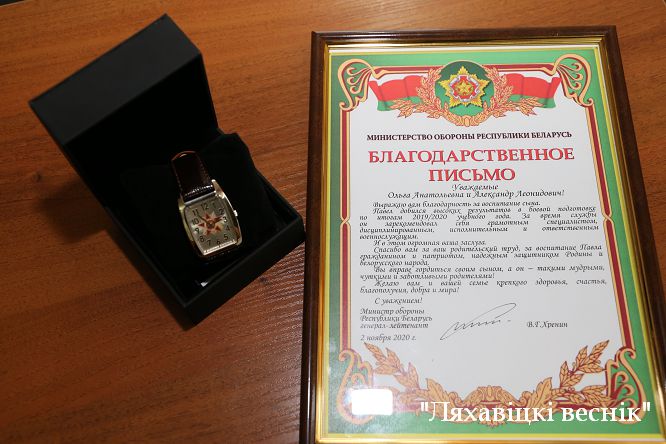 МИНИСТЕРСТВО ОБОРОНЫ РЕСПУБЛИКИ БЕЛАРУСЬ
БЛАГОДАРСТВЕННОЕ
ПИСЬМО
Уважаемые
Ольга Анатольевна и Александр Леонидович!
Выражаю вам благодарность за воспитание сына.
Павел добился высоких результатов в боевой подготовке
по итогам 2019/2020 учебного года. За время службы
он зарекомендовал себя грамотным специалистом,
дисциплинированным, исполнительным и ответственным
военнослужащим.
И в этом огромная ваша заслуга.
Спасибо вам за ваш родительский труд, за воспитание Павла
гражданином и патриотом, надежным защитником Родины и
белорусского народа.
Вы вправе гордиться своим сыном, а он – такими мудрыми,
чуткими и заботливыми родителями!
Желаю вам и вашей семье крепкого здоровья, счастья,
благополучия, добра и мира!
С уважением!
Министр обороны
Республики Беларусь
генерал-лейтенант
В.Г.Хренин
2 ноября 2020 г.
"Ляхавіцкі веснік"